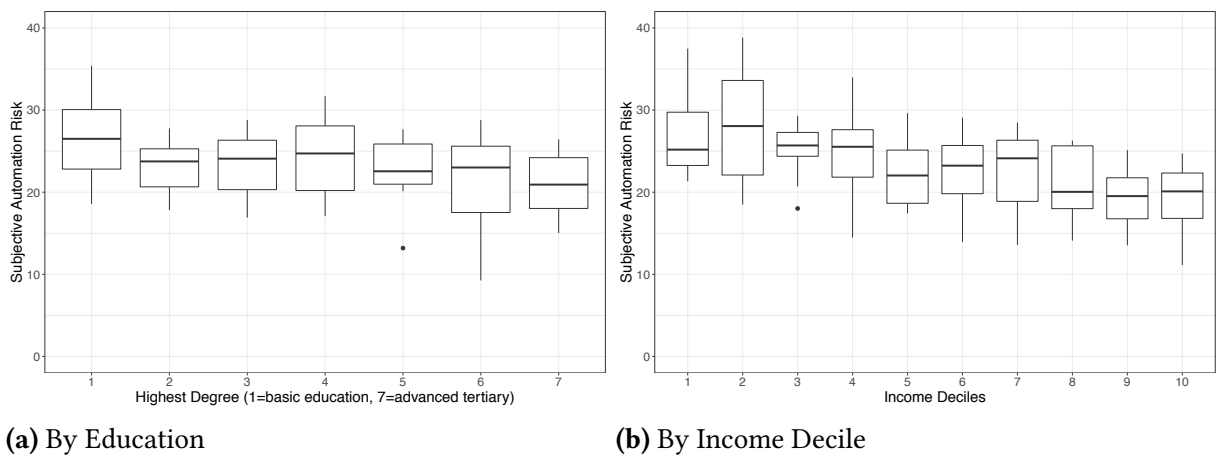 40
30
20
10
0
Subjective Automation Risk
1 2 3 4 5 6 7
Highest Degree (1=basic education, 7=advanced tertiary)
(a) By Education
40
30
20
10
0
Subjective Automation Risk
1 2 3 4 5 6 7 8 9 10
Income Deciles
(b) By Income Decile